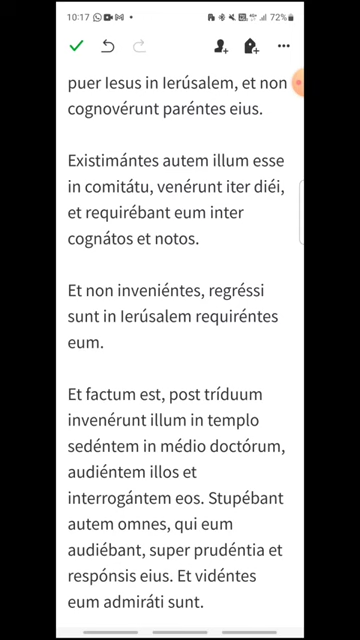 10:17
72%
puer Iesus in Ierúsalem, et non
cognovérunt paréntes eius.
Existimántes autem illum esse
in comitátu, venérunt iter diéi,
et requirébant eum inter
cognátos et notos.
Et non inveniéntes, regréssi
sunt in Ierúsalem requiréntes
eum.
Et factum est, post tríduum
invenérunt illum in templo
sedéntem in médio doctórum,
audiéntem illos et
interrogántem eos. Stupébant
autem omnes, qui eum
audiébant, super prudéntia et
respónsis eius. Et vidéntes
eum admiráti sunt.